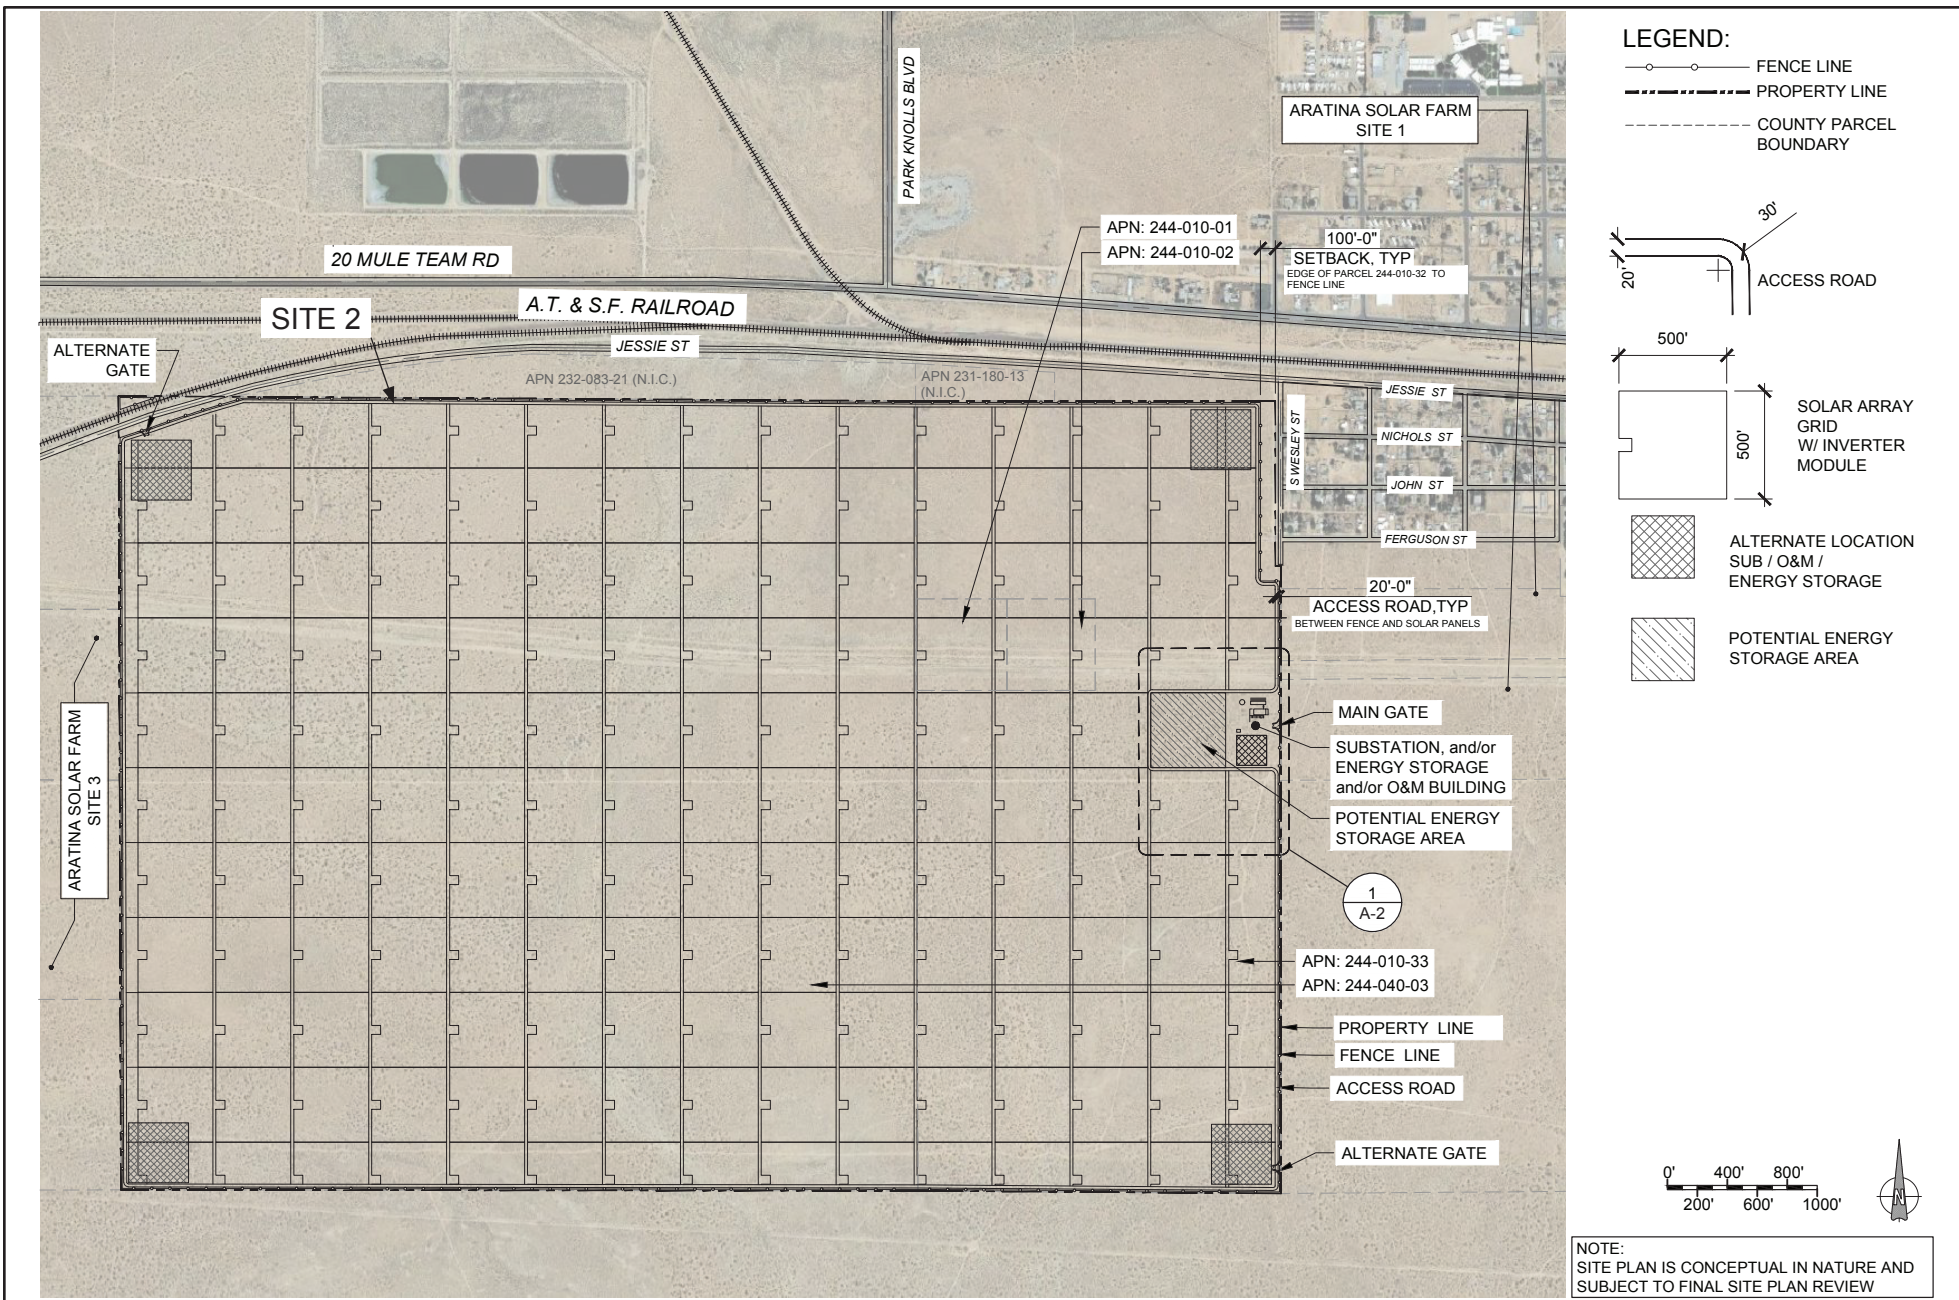 LEGEND:
FENCE LINE
PROPERTY LINE
COUNTY PARCEL
BOUNDARY
30'
20'
ACCESS ROAD
500'
500'
SOLAR ARRAY
GRID
W/ INVERTER
MODULE
ALTERNATE LOCATION
SUB / O&M /
ENERGY STORAGE
POTENTIAL ENERGY
STORAGE AREA
PARK KNOLLS BLVD
ARATINA SOLAR FARM
SITE 1
APN: 244-010-01
APN: 244-010-02
100'-0"
SETBACK, TYP
EDGE OF PARCEL 244-010-32 TO
FENCE LINE
20 MULE TEAM RD
SITE 2
A.T. & S.F. RAILROAD
JESSIE ST
ALTERNATE
GATE
APN 232-083-21 (N.I.C.)
APN 231-180-13
(N.I.C.)
JESSIE ST
S WESLEY ST
NICHOLS ST
JOHN ST
FERGUSON ST
20'-0"
ACCESS ROAD,TYP
BETWEEN FENCE AND SOLAR PANELS
ARATINA SOLAR FARM
SITE 3
MAIN GATE
SUBSTATION, and/or
ENERGY STORAGE
and/or O&M BUILDING
POTENTIAL ENERGY
STORAGE AREA
1
A-2
APN: 244-010-33
APN: 244-040-03
PROPERTY LINE
FENCE LINE
ACCESS ROAD
ALTERNATE GATE
0' 400' 800'
200' 600' 1000'
N
NOTE:
SITE PLAN IS CONCEPTUAL IN NATURE AND
SUBJECT TO FINAL SITE PLAN REVIEW